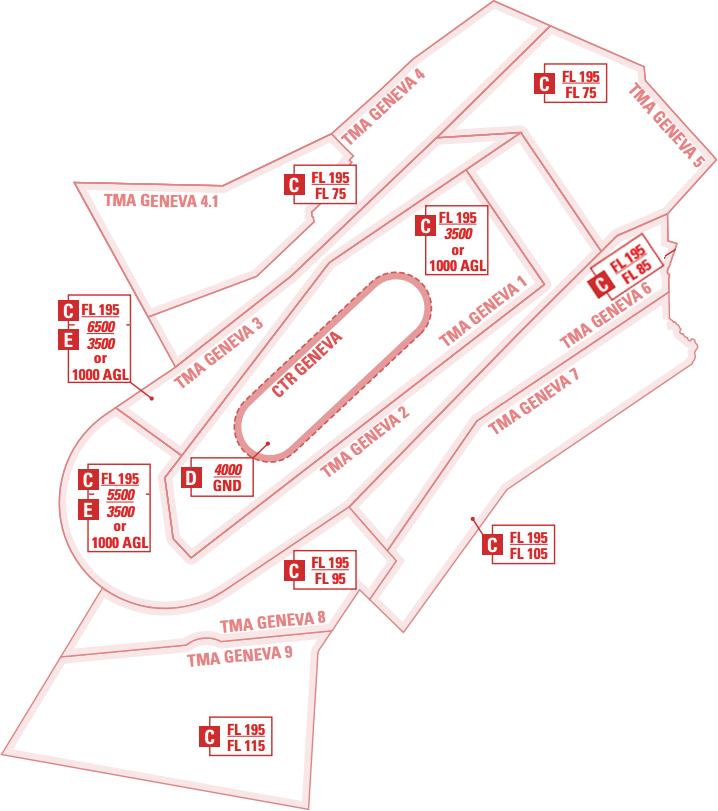 TMA GENEVA 4
C FL 195
FL 75
TMA GENEVA 5
TMA GENEVA 4.1
C FL 195
FL 75
C FL 195
3500
or
1000 AGL
C FL 195
FL 85
TMA GENEVA 6
TMA GENEVA 1
C FL 195
6500
E 3500
or
1000 AGL
TMA GENEVA 3
CTR GENEVA
TMA GENEVA 7
TMA GENEVA 2
D 4000
GND
C FL 195
5500
E 3500
or
1000 AGL
C FL 195
FL 105
C FL 195
FL 95
TMA GENEVA 8
TMA GENEVA 9
C FL 195
FL 115